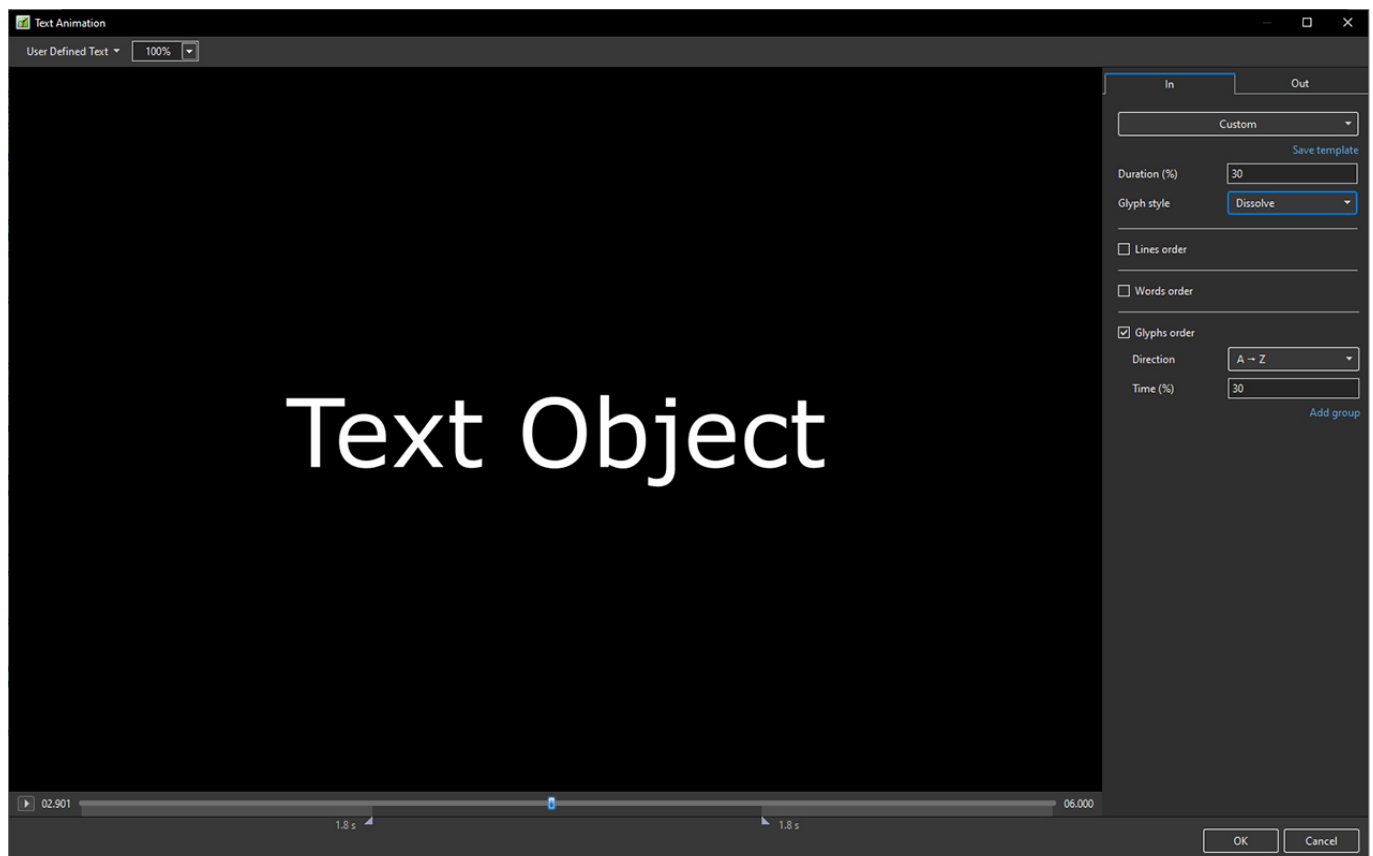 Text Animation
User Defined Text 100%
In Out
Custom
Save template
Duration (%) 30
Glyph style Dissolve
Lines order
Words order
Glyphs order
Direction A → Z
Time (%) 30
Add group
Text Object
02.901 06.000
1.8 s 1.8 s
OK Cancel